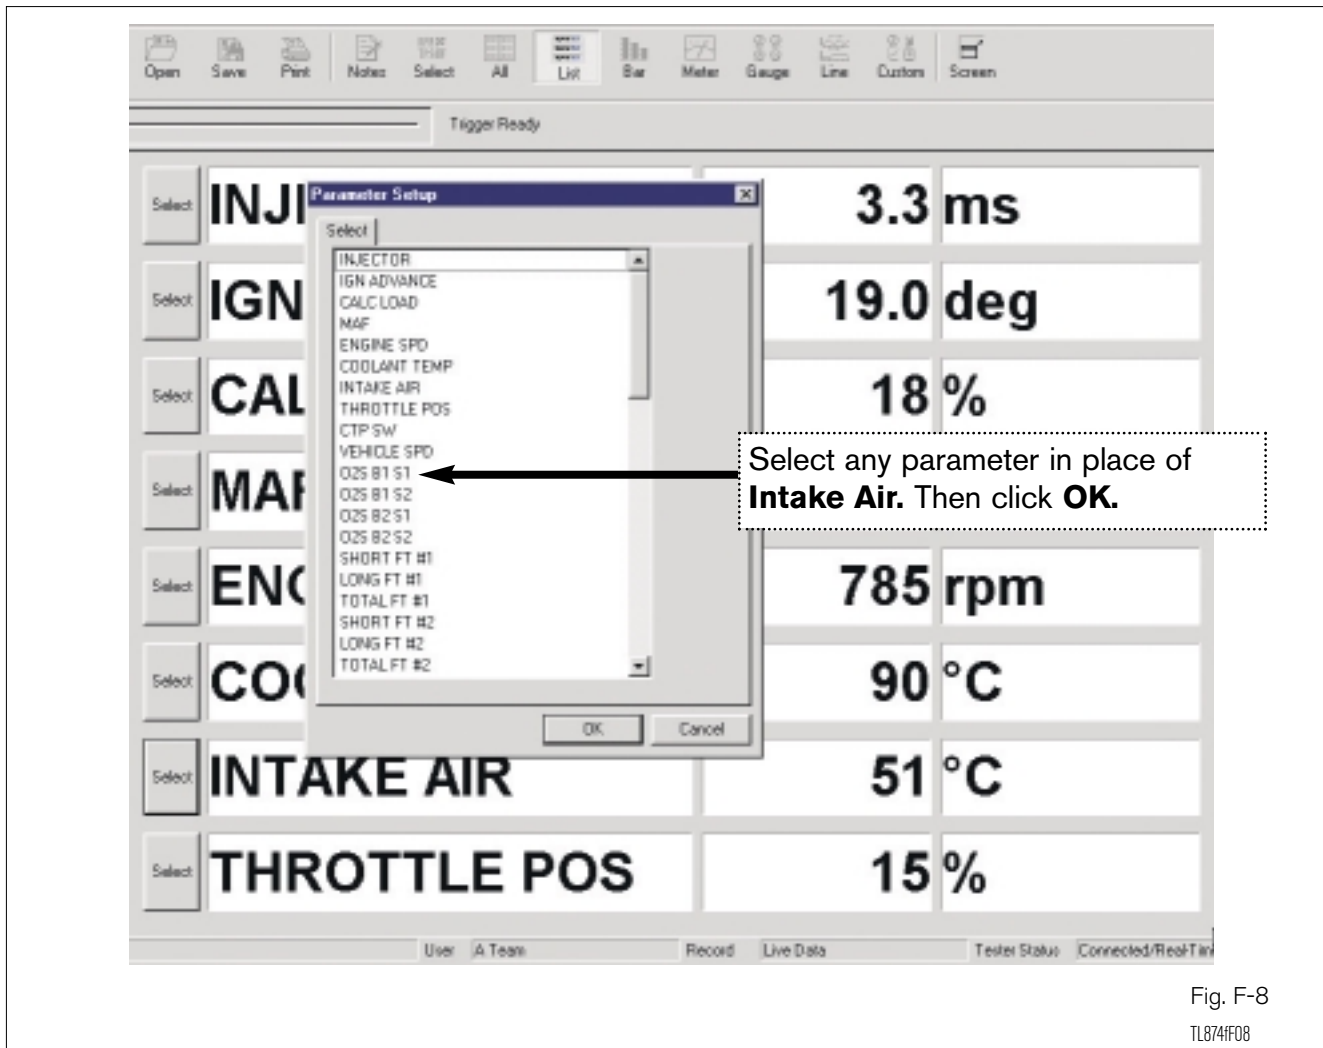 Open Save Print Notes Select All List Bar Meter Gauge Line Custom Screen
Trigger Ready
Select INJI 3.3 ms
Parameter Setup
Select
INJECTOR
IGN ADVANCE
CALC LOAD
MAF
ENGINE SPD
COOLANT TEMP
INTAKE AIR
THROTTLE POS
CTP SW
VEHICLE SPD
O2S B1 S1
O2S B1 S2
O2S B2 S1
O2S B2 S2
SHORT FT #1
LONG FT #1
TOTAL FT #1
SHORT FT #2
LONG FT #2
TOTAL FT #2
OK Cancel
Select IGN 19.0 deg
Select CAL 18 %
Select any parameter in place of
Intake Air. Then click OK.
Select MAF
Select ENG 785 rpm
Select COO 90 °C
Select INTAKE AIR 51 °C
Select THROTTLE POS 15 %
User A Team Record Live Data Tester Status Connected/Real-Tim
Fig. F-8
TL874fF08